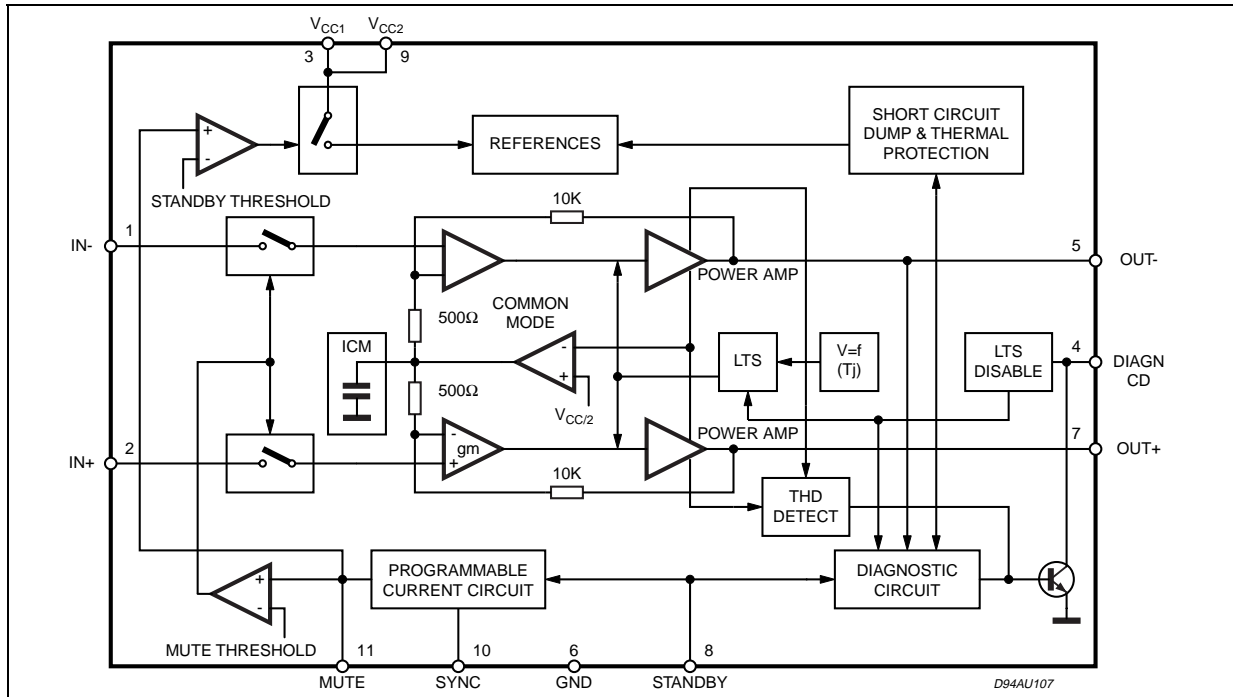 VCC1 VCC2
3 9
+
-
STANDBY THRESHOLD
REFERENCES
SHORT CIRCUIT
DUMP & THERMAL
PROTECTION
10K
IN-
1
POWER AMP
5
OUT-
500Ω
COMMON
MODE
ICM
-
+
VCC/2
LTS
V=f
(Tj)
LTS
DISABLE
4
DIAGN
CD
500Ω
-
gm
+
POWER AMP
7
OUT+
IN+
2
10K
THD
DETECT
+
-
MUTE THRESHOLD
PROGRAMMABLE
CURRENT CIRCUIT
DIAGNOSTIC
CIRCUIT
11 10 6 8
MUTE SYNC GND STANDBY
D94AU107